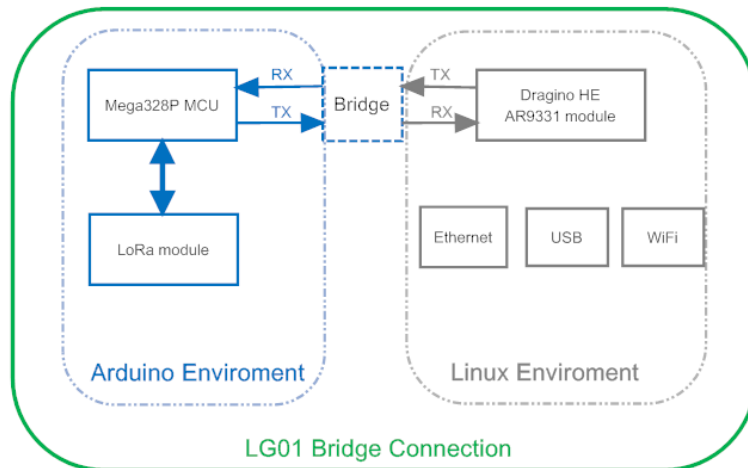 RX
TX
Mega328P MCU
Bridge
Dragino HE
AR9331 module
TX
RX
LoRa module
Ethernet
USB
WiFi
Arduino Enviroment
Linux Enviroment
LG01 Bridge Connection